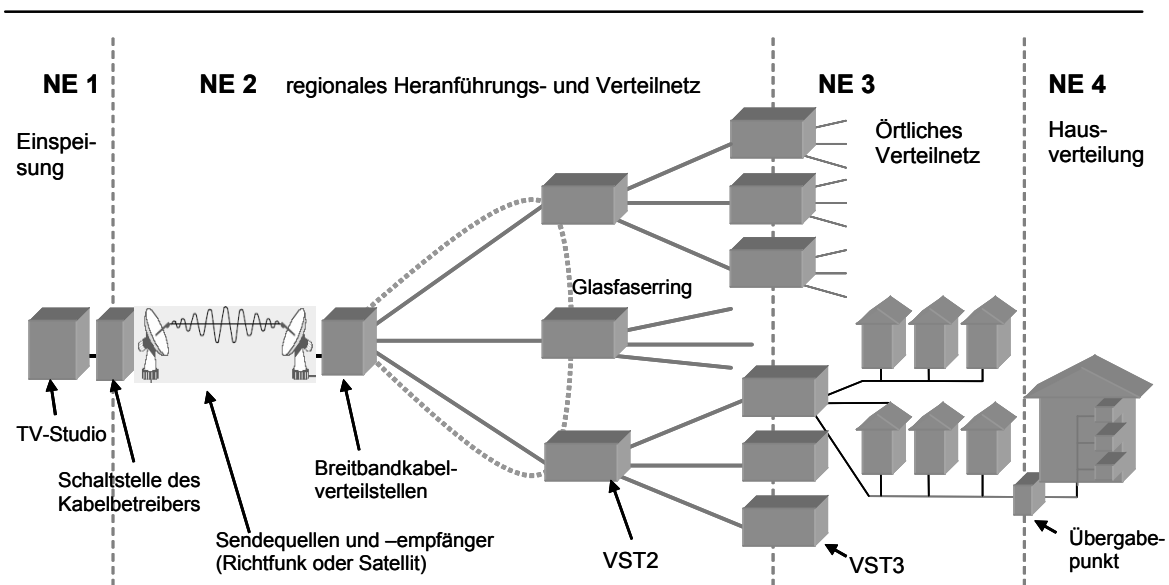 NE 1
NE 2
regionales Heranführungs- und Verteilnetz
NE 3
NE 4
Einspei-
sung
Örtliches
Verteilnetz
Haus-
verteilung
Glasfaserring
TV-Studio
Schaltstelle des
Kabelbetreibers
Breitbandkabel-
verteilstellen
Sendequellen und –empfänger
(Richtfunk oder Satellit)
VST2
VST3
Übergabe-
punkt